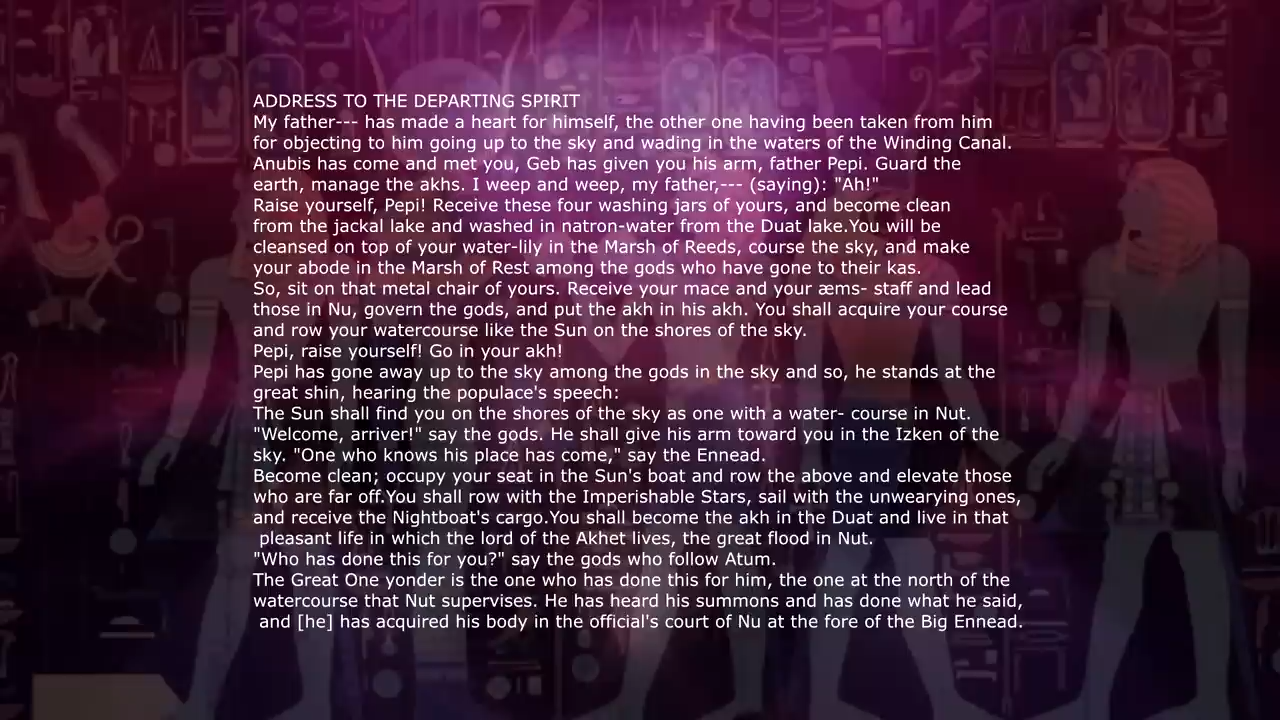 ADDRESS TO THE DEPARTING SPIRIT
My father--- has made a heart for himself, the other one having been taken from him
for objecting to him going up to the sky and wading in the waters of the Winding Canal.
Anubis has come and met you, Geb has given you his arm, father Pepi. Guard the
earth, manage the akhs. I weep and weep, my father,--- (saying): "Ah!"
Raise yourself, Pepi! Receive these four washing jars of yours, and become clean
from the jackal lake and washed in natron-water from the Duat lake.You will be
cleansed on top of your water-lily in the Marsh of Reeds, course the sky, and make
your abode in the Marsh of Rest among the gods who have gone to their kas.
So, sit on that metal chair of yours. Receive your mace and your æms- staff and lead
those in Nu, govern the gods, and put the akh in his akh. You shall acquire your course
and row your watercourse like the Sun on the shores of the sky.
Pepi, raise yourself! Go in your akh!
Pepi has gone away up to the sky among the gods in the sky and so, he stands at the
great shin, hearing the populace's speech:
The Sun shall find you on the shores of the sky as one with a water- course in Nut.
"Welcome, arriver!" say the gods. He shall give his arm toward you in the Izken of the
sky. "One who knows his place has come," say the Ennead.
Become clean; occupy your seat in the Sun's boat and row the above and elevate those
who are far off.You shall row with the Imperishable Stars, sail with the unwearying ones,
and receive the Nightboat's cargo.You shall become the akh in the Duat and live in that
pleasant life in which the lord of the Akhet lives, the great flood in Nut.
"Who has done this for you?" say the gods who follow Atum.
The Great One yonder is the one who has done this for him, the one at the north of the
watercourse that Nut supervises. He has heard his summons and has done what he said,
and [he] has acquired his body in the official's court of Nu at the fore of the Big Ennead.